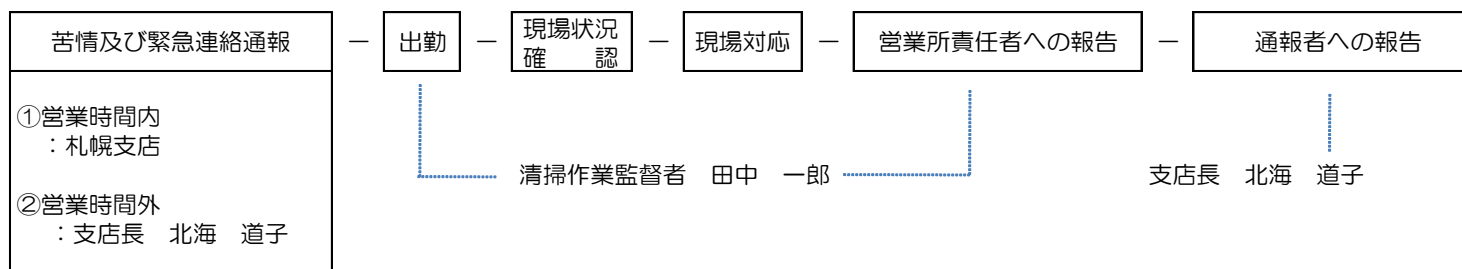 苦情及び緊急連絡通報 － 出勤 － 現場状況確　認 － 現場対応 － 営業所責任者への報告 － 通報者への報告
①営業時間内
：札幌支店
清掃作業監督者　田中　一郎
支店長　北海　道子
②営業時間外
：支店長　北海　道子